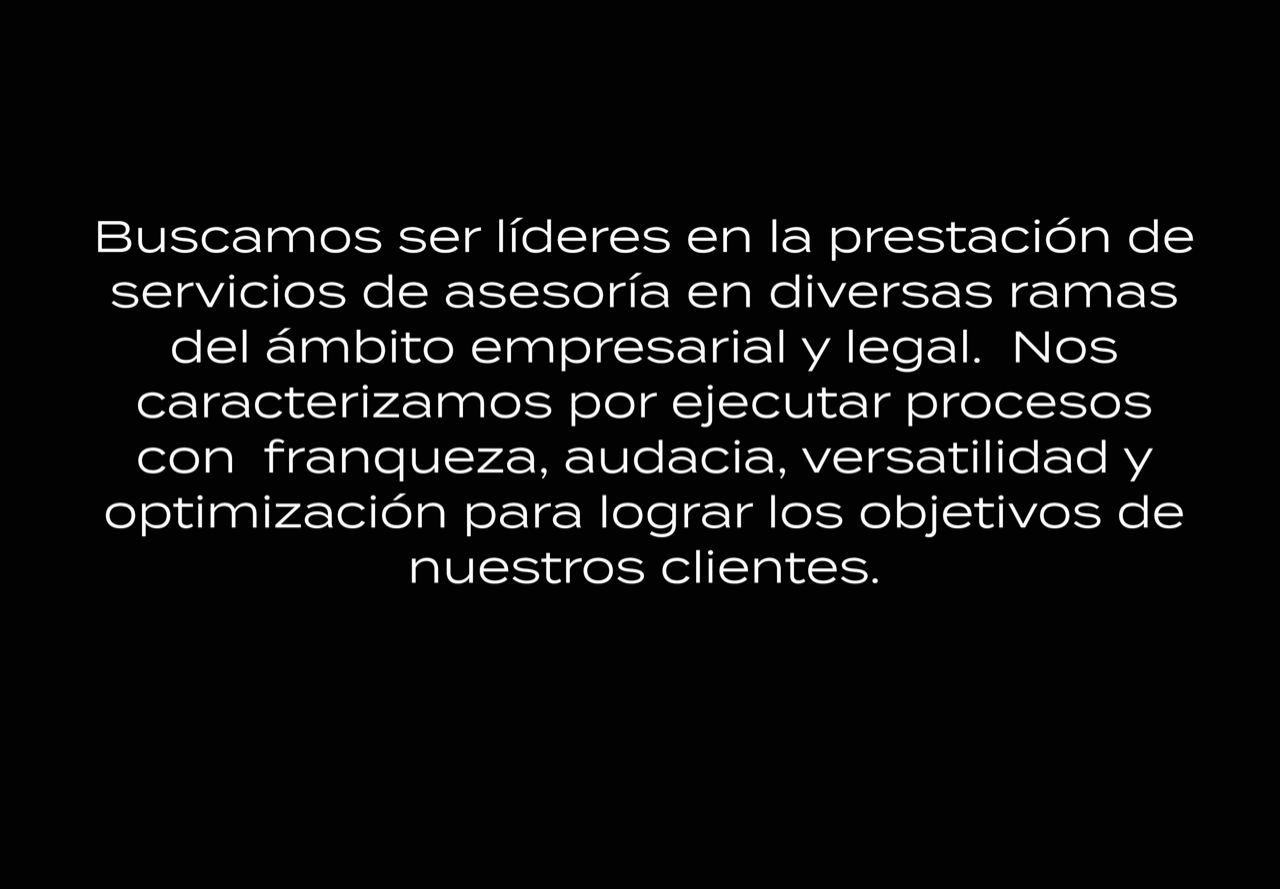 Buscamos ser líderes en la prestación de
servicios de asesoría en diversas ramas
del ámbito empresarial y legal.  Nos
caracterizamos por ejecutar procesos
con  franqueza, audacia, versatilidad y
optimización para lograr los objetivos de
nuestros clientes.